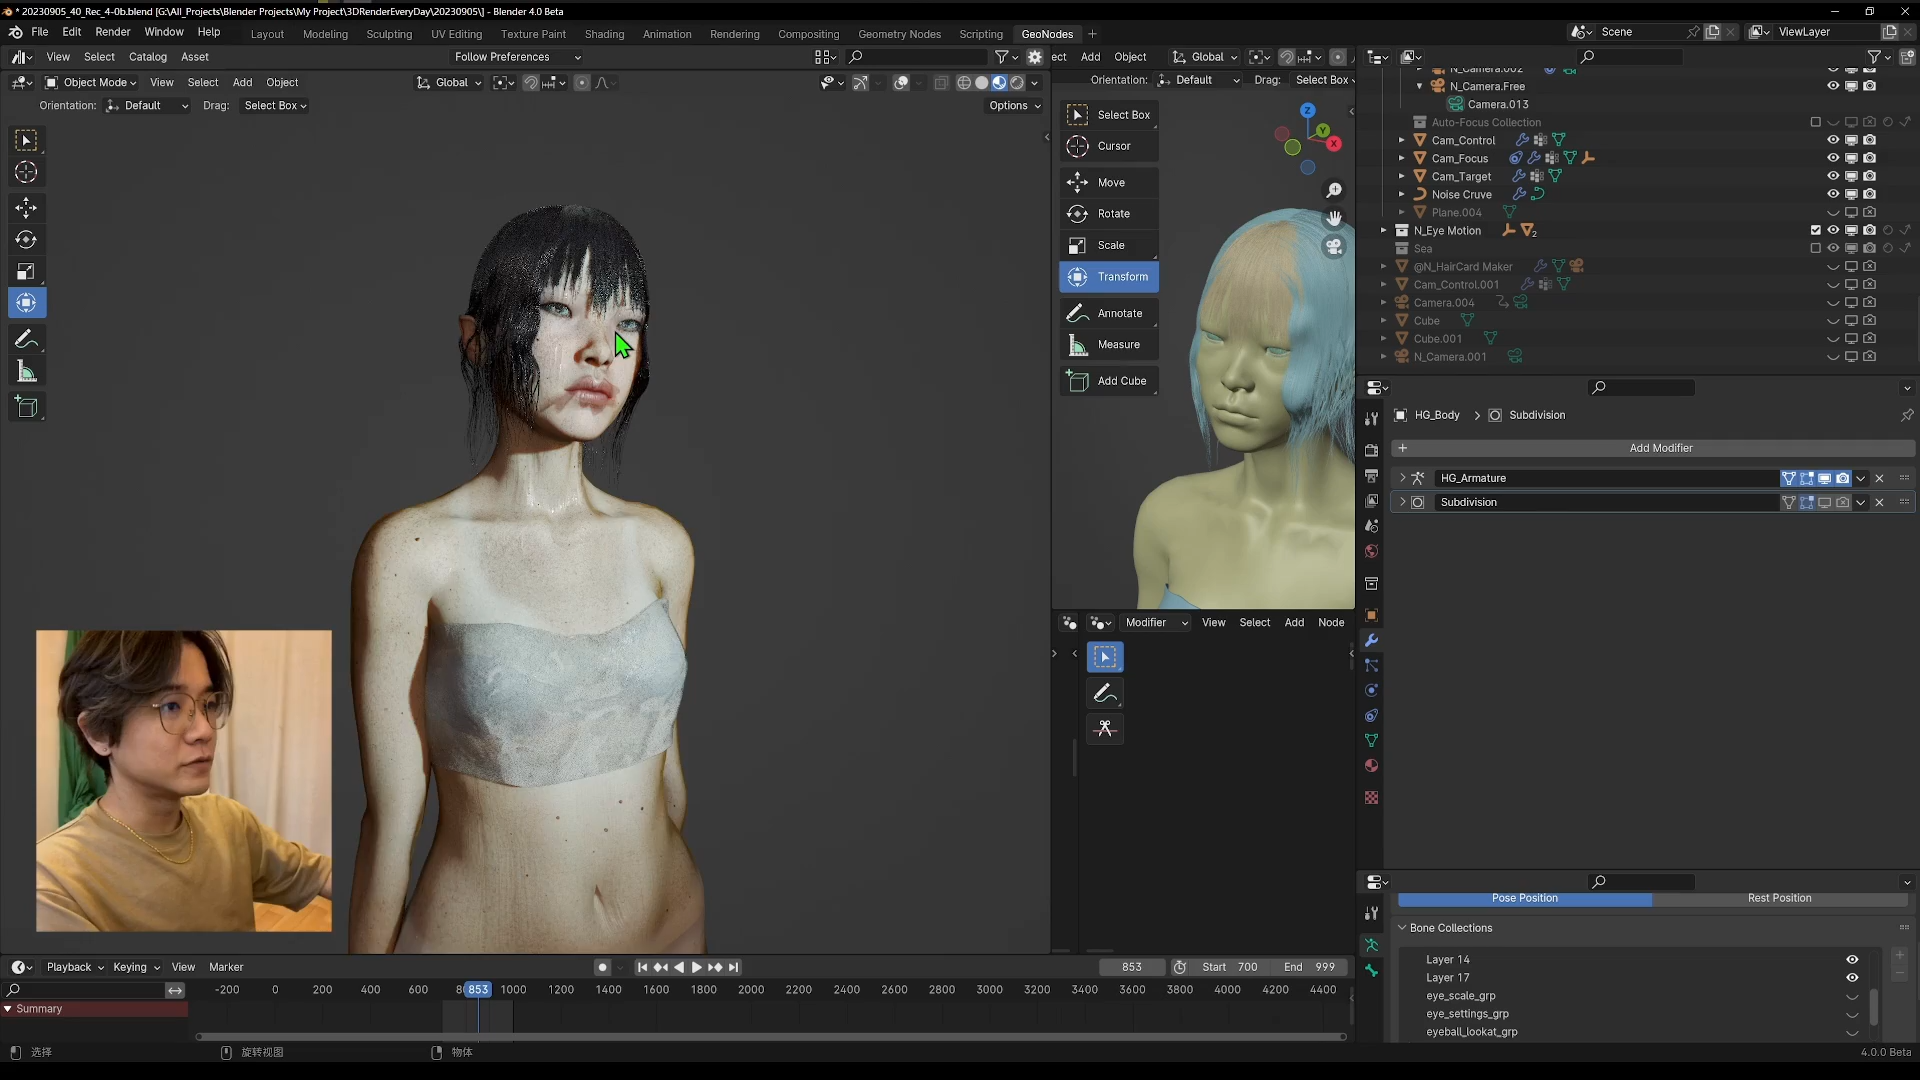 * 20230905_40_Rec_4-0b.blend [G:\All_Projects\Blender Projects\My Project\3DRenderEveryDay\20230905\] - Blender 4.0 Beta
File Edit Render Window Help Layout Modeling Sculpting UV Editing Texture Paint Shading Animation Rendering Compositing Geometry Nodes Scripting GeoNodes + Scene ViewLayer
View Select Catalog Asset Follow Preferences ect Add Object Global
Object Mode View Select Add Object Global Orientation: Default Drag: Select Box
Orientation: Default Drag: Select Box Options
Select Box
Cursor
Move
Rotate
Scale
Transform
Annotate
Measure
Add Cube
Z
Y
X
N_Camera.002
N_Camera.Free
Camera.013
Auto-Focus Collection
Cam_Control
Cam_Focus
Cam_Target
Noise Cruve
Plane.004
N_Eye Motion 2
Sea
@N_HairCard Maker
Cam_Control.001
Camera.004
Cube
Cube.001
N_Camera.001
HG_Body > Subdivision
+ Add Modifier
HG_Armature
Subdivision
Modifier View Select Add Node
Pose Position Rest Position
Bone Collections
Layer 14
Layer 17
eye_scale_grp
eye_settings_grp
eyeball_lookat_grp
Playback Keying View Marker 853 Start 700 End 999
-200 0 200 400 600 8 853 1000 1200 1400 1600 1800 2000 2200 2400 2600 2800 3000 3200 3400 3600 3800 4000 4200 4400
Summary
选择 旋转视图 物体 4.0.0 Beta